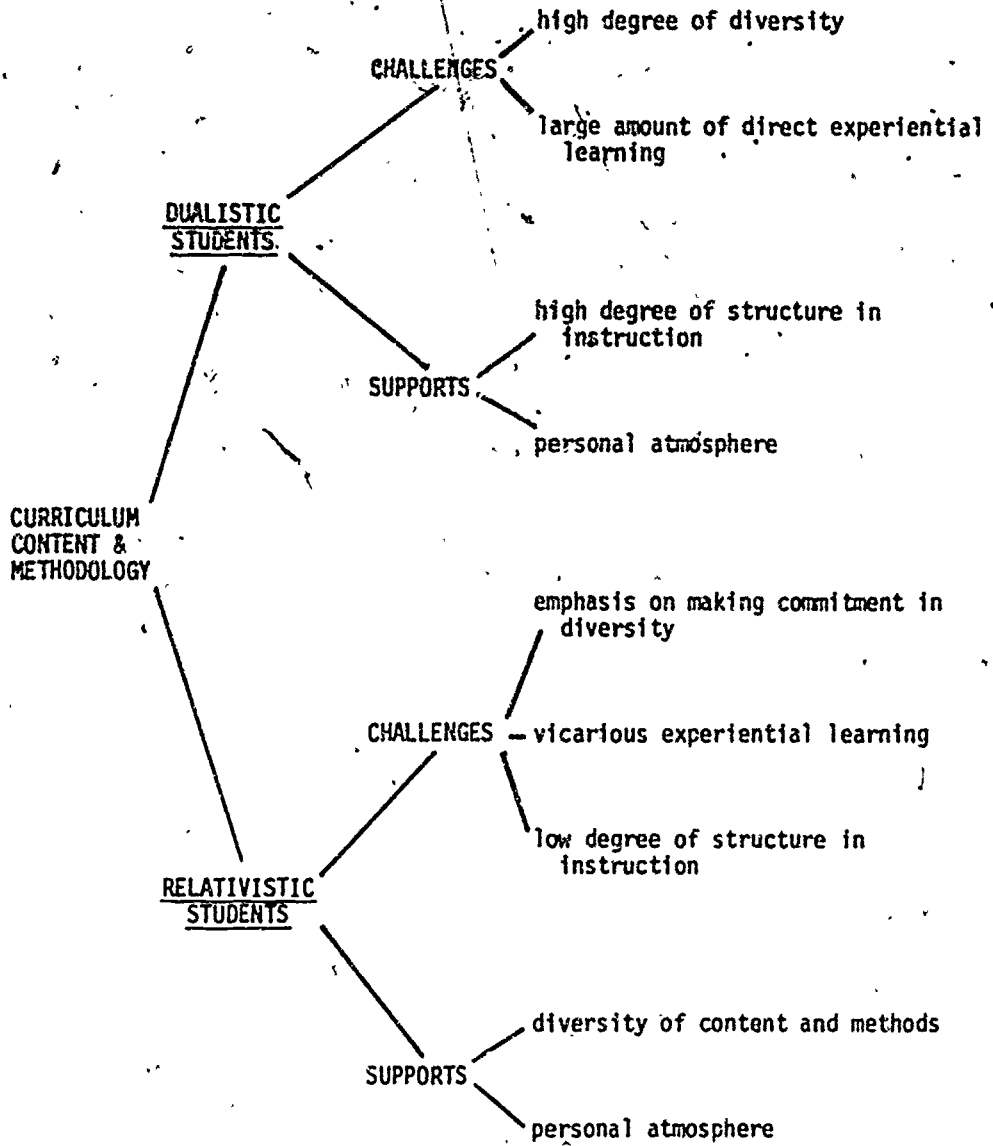 high degree of diversity
CHALLENGES
large amount of direct experiential
learning
DUALISTIC
STUDENTS
high degree of structure in
instruction
SUPPORTS
personal atmosphere
CURRICULUM
CONTENT &
METHODOLOGY
emphasis on making commitment in
diversity
CHALLENGES
vicarious experiential learning
low degree of structure in
instruction
RELATIVISTIC
STUDENTS
diversity of content and methods
SUPPORTS
personal atmosphere